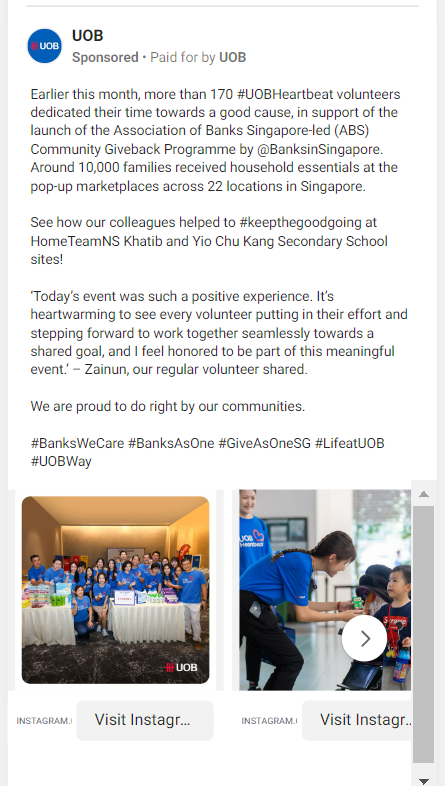 UOB
UOB
Sponsored • Paid for by UOB
Earlier this month, more than 170 #UOBHeartbeat volunteers
dedicated their time towards a good cause, in support of the
launch of the Association of Banks Singapore-led (ABS)
Community Giveback Programme by @BanksinSingapore.
Around 10,000 families received household essentials at the
pop-up marketplaces across 22 locations in Singapore.
See how our colleagues helped to #keepthegoodgoing at
HomeTeamNS Khatib and Yio Chu Kang Secondary School
sites!
‘Today’s event was such a positive experience. It’s
heartwarming to see every volunteer putting in their effort and
stepping forward to work together seamlessly towards a
shared goal, and I feel honored to be part of this meaningful
event.’ – Zainun, our regular volunteer shared.
We are proud to do right by our communities.
#BanksWeCare #BanksAsOne #GiveAsOneSG #LifeatUOB
#UOBWay
UOB
UOB
Heartbeat
INSTAGRAM.
Visit Instagr...
INSTAGRAM.
Visit Instagr..